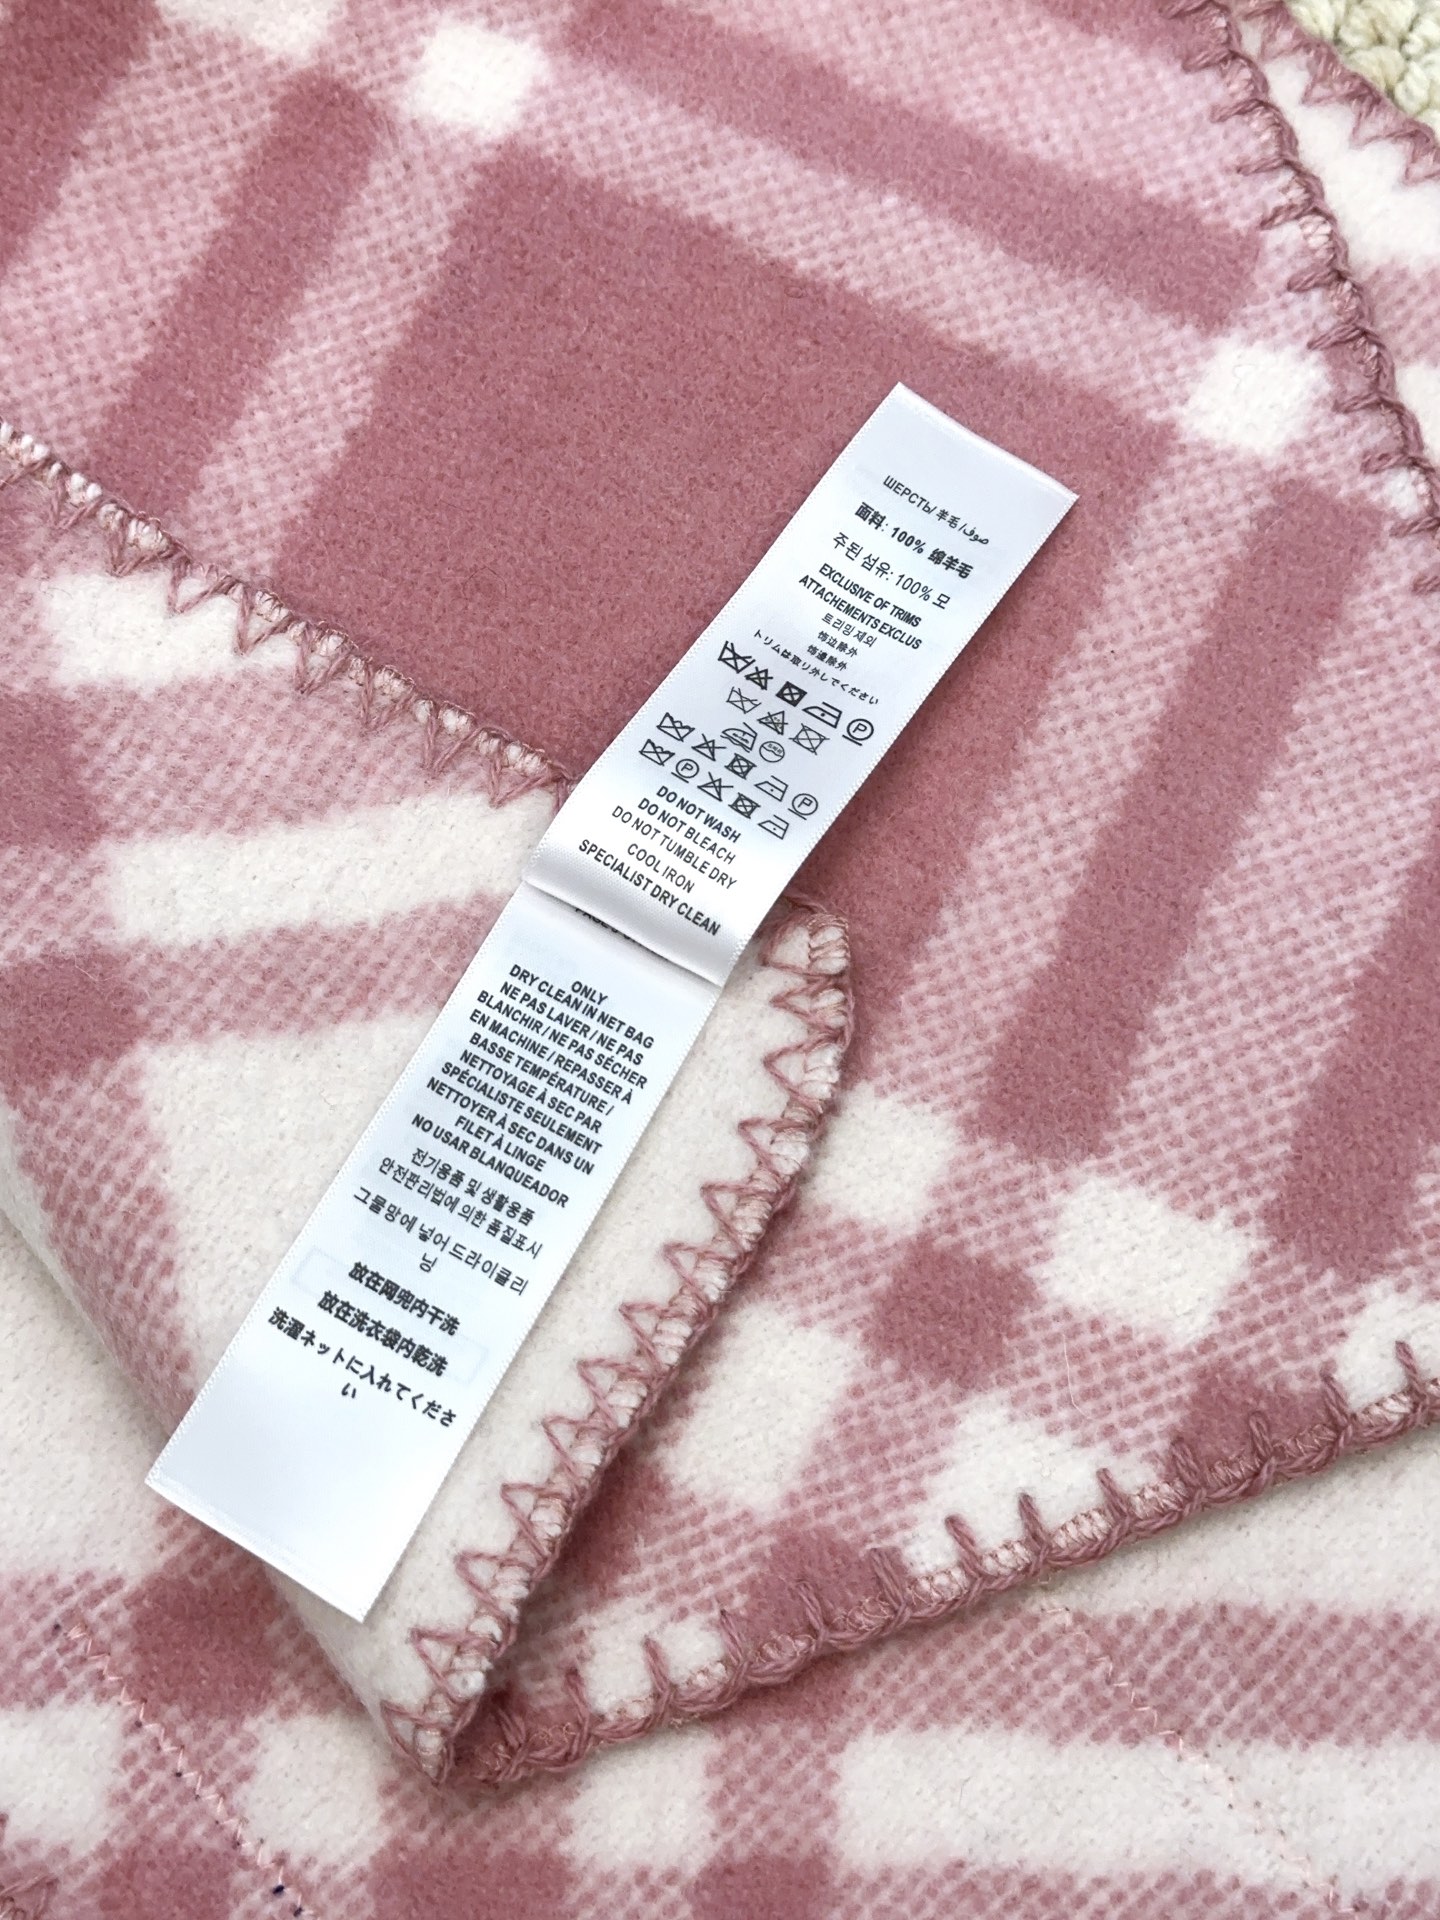 ШЕРСТЬ/ 羊毛 /صوف
面料: 100% 绵羊毛
주된 섬유: 100% 모
EXCLUSIVE OF TRIMS
ATTACHEMENTS EXCLUS
트리밍 제외
饰边除外
飾邊除外
トリムは取り外してください
P
P
P
DO NOT WASH
DO NOT BLEACH
DO NOT TUMBLE DRY
COOL IRON
SPECIALIST DRY CLEAN
ONLY
DRY CLEAN IN NET BAG
NE PAS LAVER / NE PAS
BLANCHIR / NE PAS SÉCHER
EN MACHINE / REPASSER À
BASSE TEMPÉRATURE /
NETTOYAGE À SEC PAR
SPÉCIALISTE SEULEMENT
NETTOYER À SEC DANS UN
FILET À LINGE
NO USAR BLANQUEADOR
전기용품 및 생활용품
안전관리법에 의한 품질표시
그물망에 넣어 드라이클리
닝
放在网兜内干洗
放在洗衣袋内乾洗
洗濯ネットに入れてくださ
い